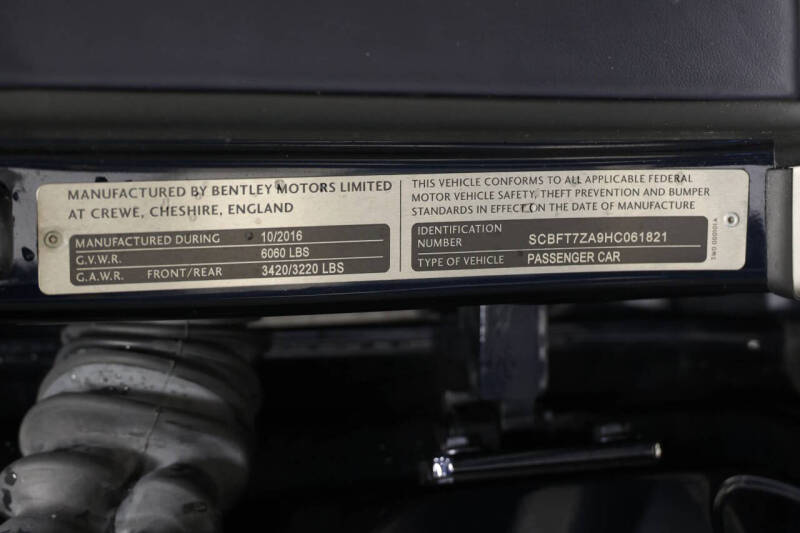 MANUFACTURED BY BENTLEY MOTORS LIMITED
AT CREWE, CHESHIRE, ENGLAND
MANUFACTURED DURING 10/2016
G.V.W.R. 6060 LBS
G.A.W.R. FRONT/REAR 3420/3220 LBS
THIS VEHICLE CONFORMS TO ALL APPLICABLE FEDERAL
MOTOR VEHICLE SAFETY, THEFT PREVENTION AND BUMPER
STANDARDS IN EFFECT ON THE DATE OF MANUFACTURE
IDENTIFICATION
NUMBER SCBFT7ZA9HC061821
TYPE OF VEHICLE PASSENGER CAR